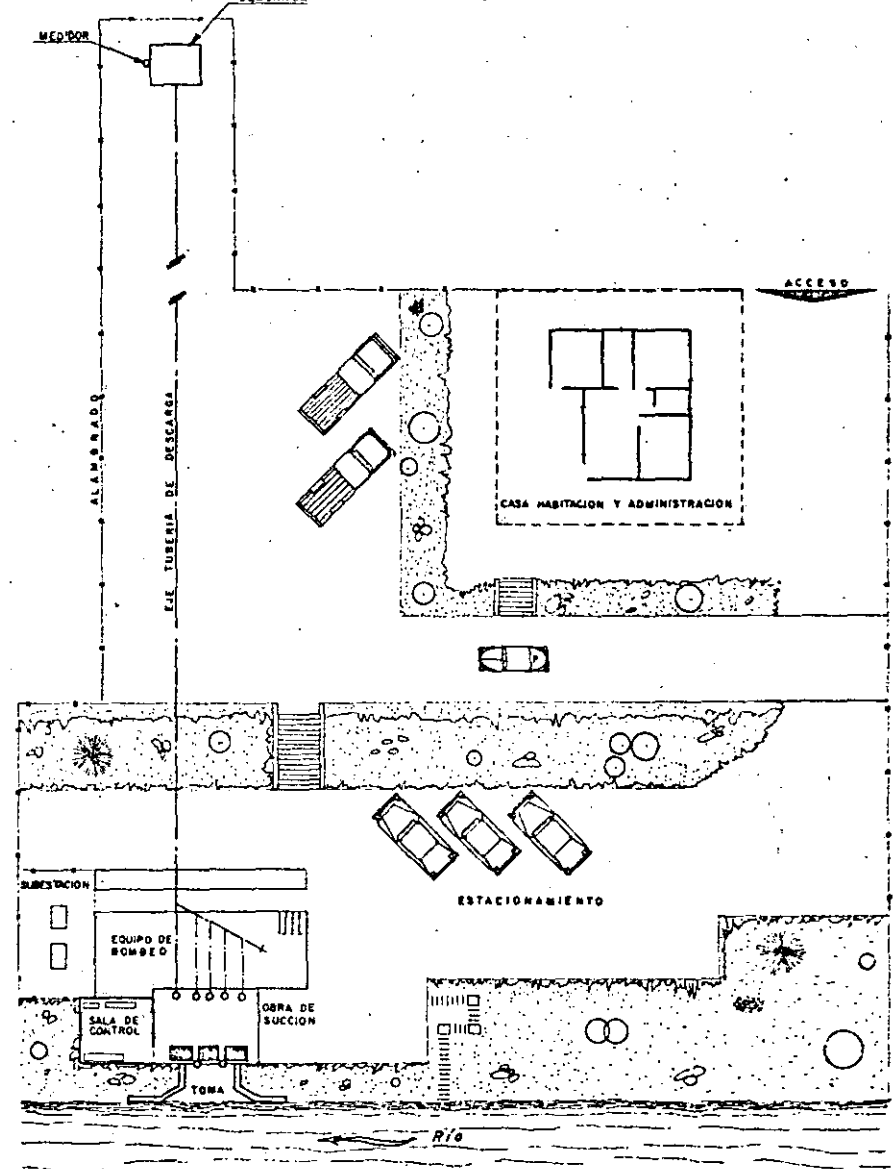 MEDIDOR
ACCESO
ALAMBRADO
EJE TUBERIA DE DESCARGA
CASA HABITACION Y ADMINISTRACION
SUBESTACION
ESTACIONAMIENTO
EQUIPO DE
BOMBEO
OBRA DE
SUCCION
SALA DE
CONTROL
TOMA
Río